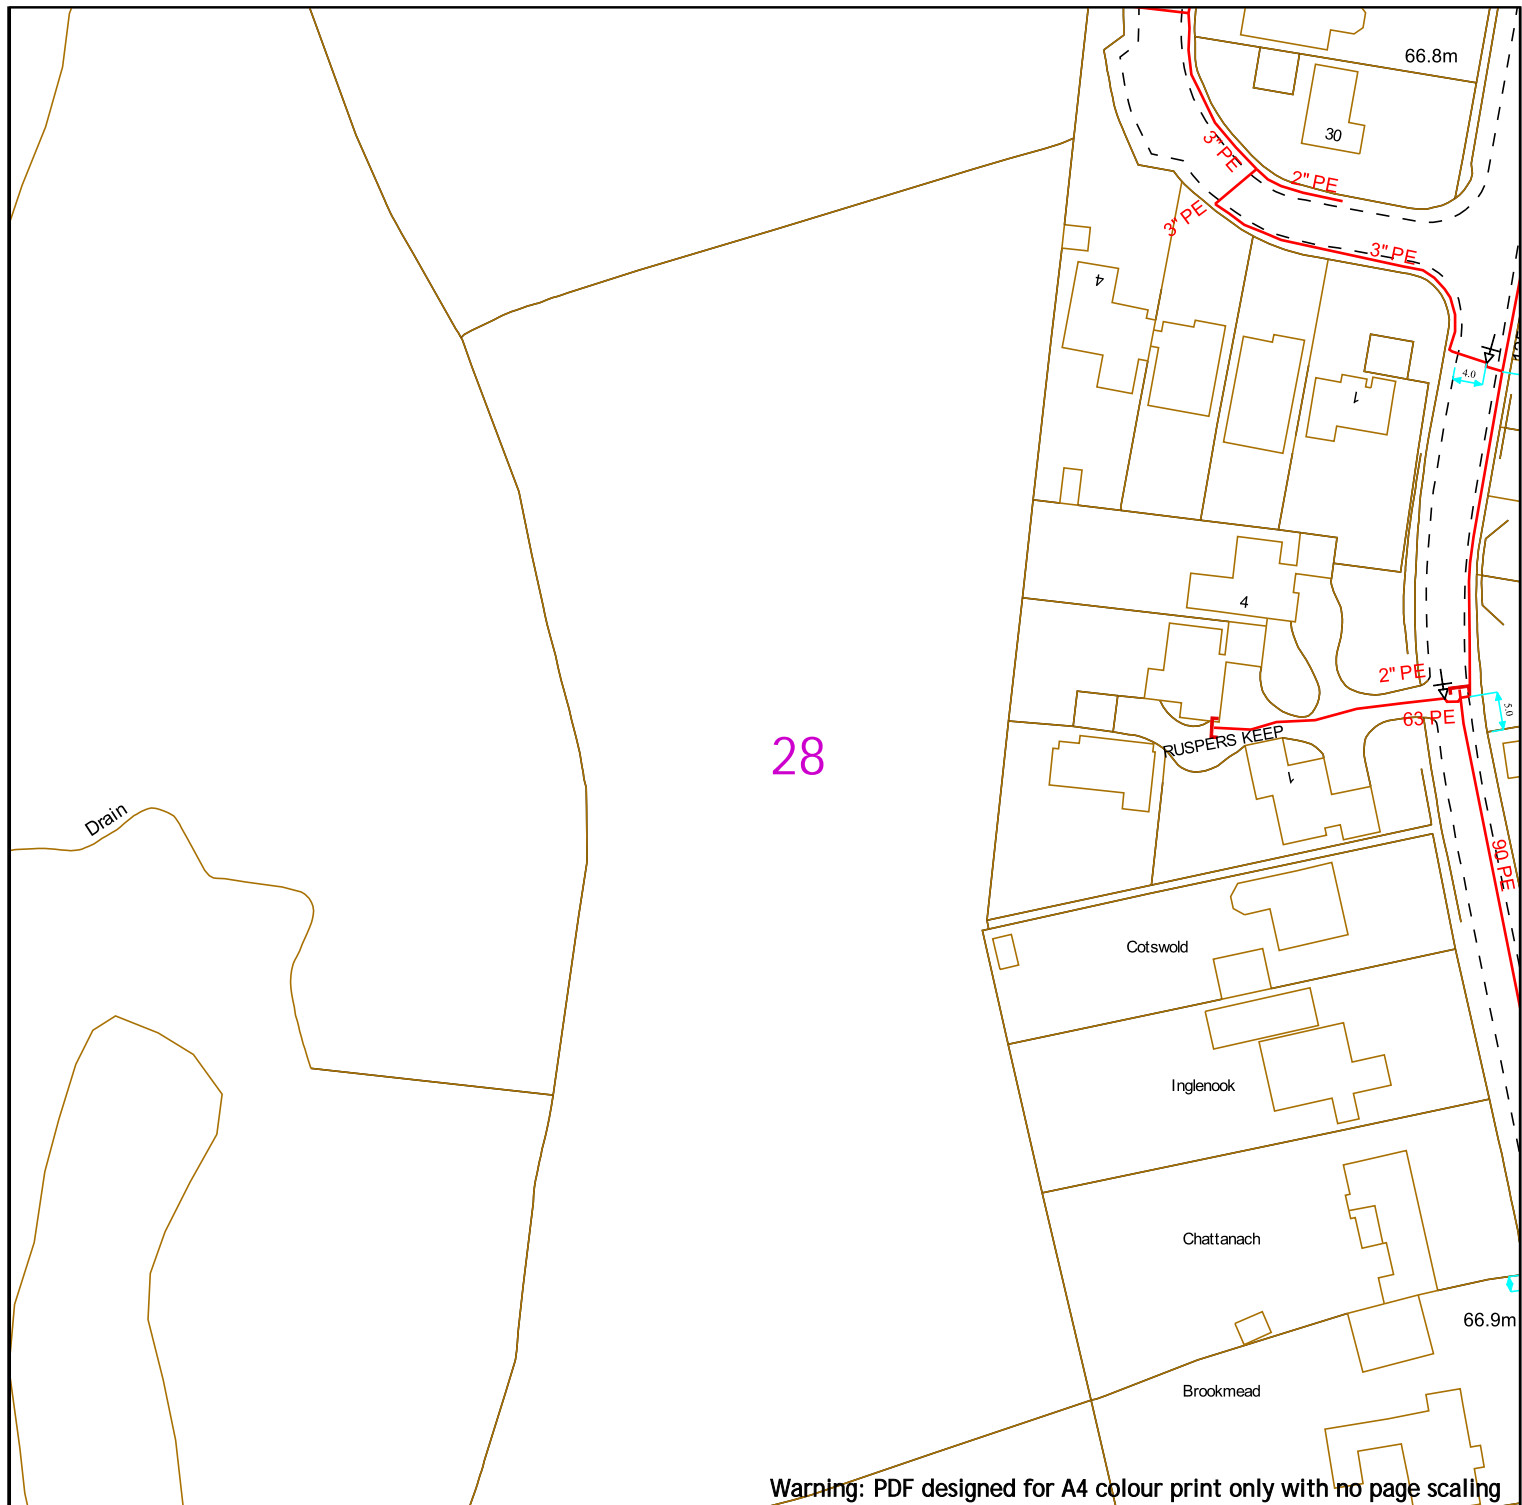 66.8m
30
3" PE
2" PE
3" PE
3" PE
4
4.0
1
4
2" PE
63 PE
5.0
RUSPERS KEEP
28
1
Drain
90 PE
Cotswold
Inglenook
Chattanach
66.9m
Brookmead
Warning: PDF designed for A4 colour print only with no page scaling